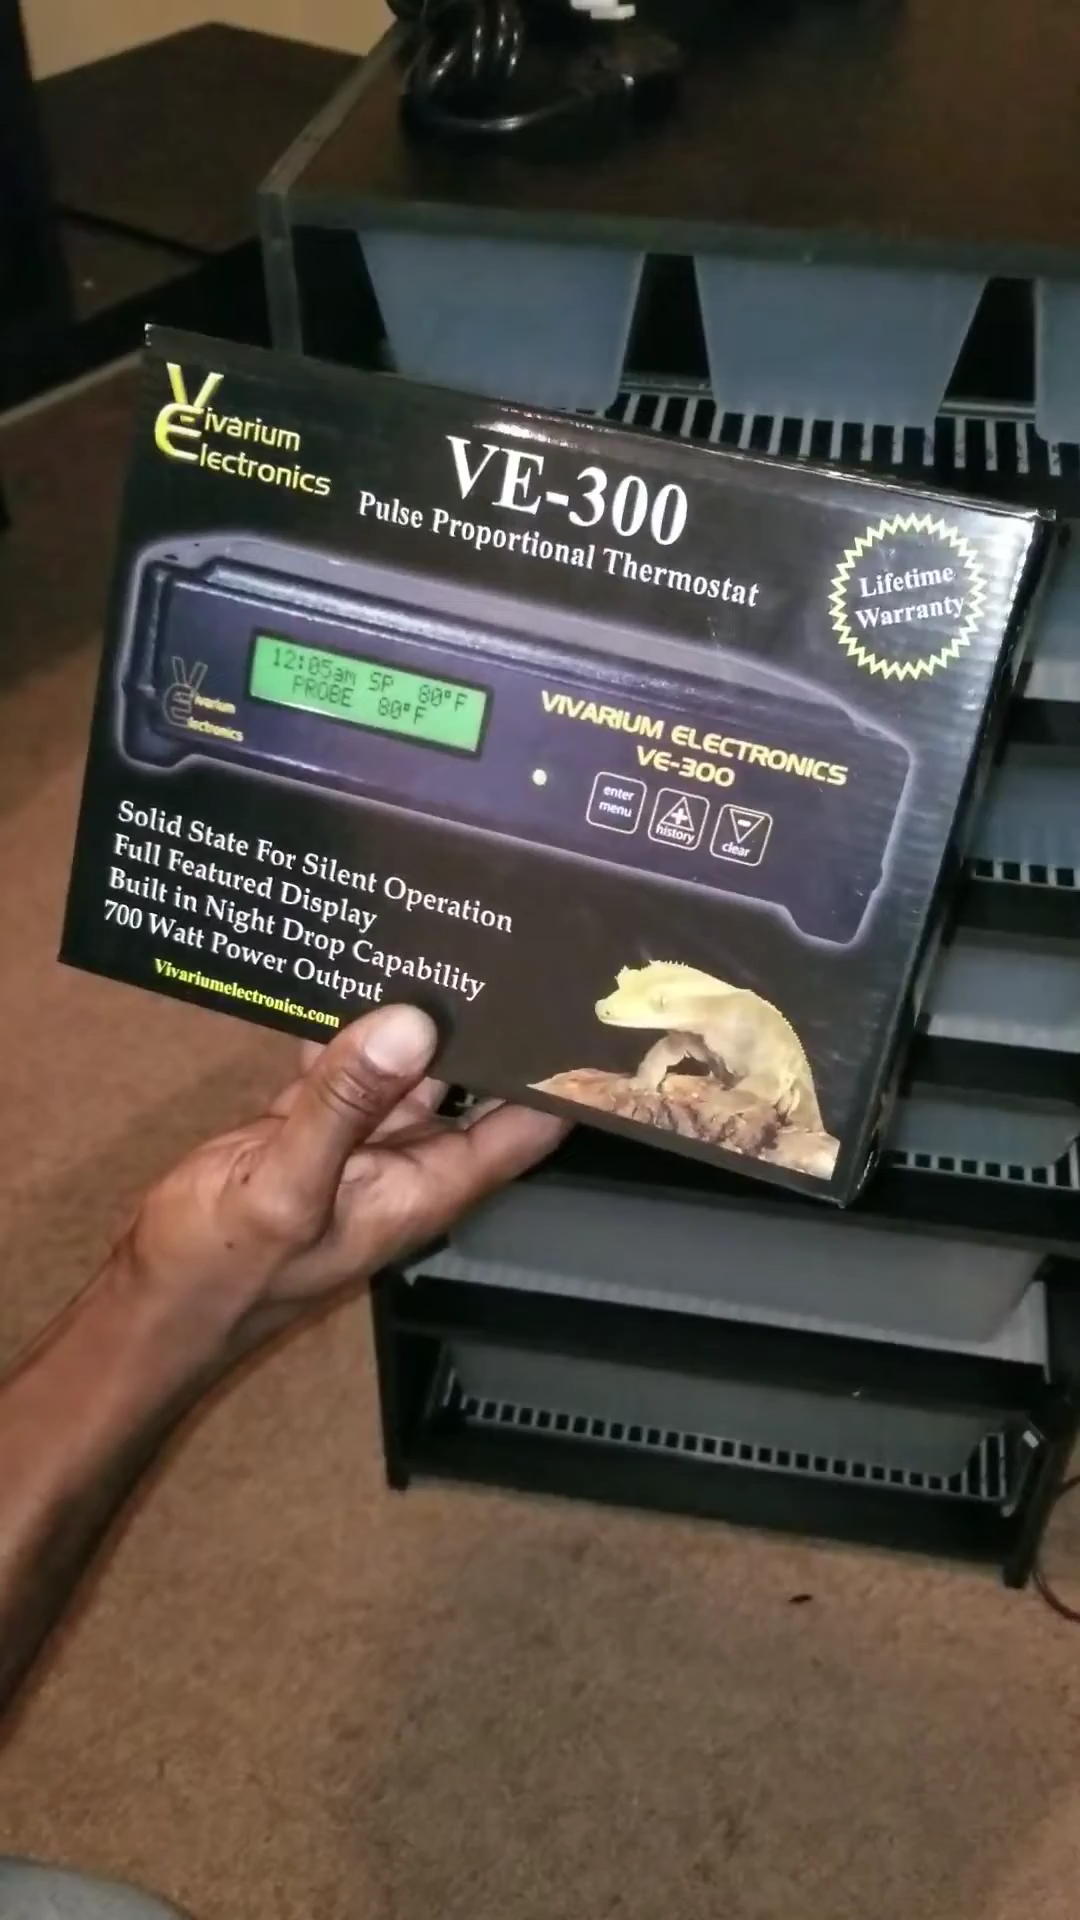 Vivarium
Electronics
VE-300
Pulse Proportional Thermostat
Lifetime
Warranty
12:05am SP 80°F
PROBE 80°F
Vivarium
Electronics
VIVARIUM ELECTRONICS
VE-300
enter
menu
+
history
-
clear
Solid State For Silent Operation
Full Featured Display
Built in Night Drop Capability
700 Watt Power Output
Vivariumelectronics.com